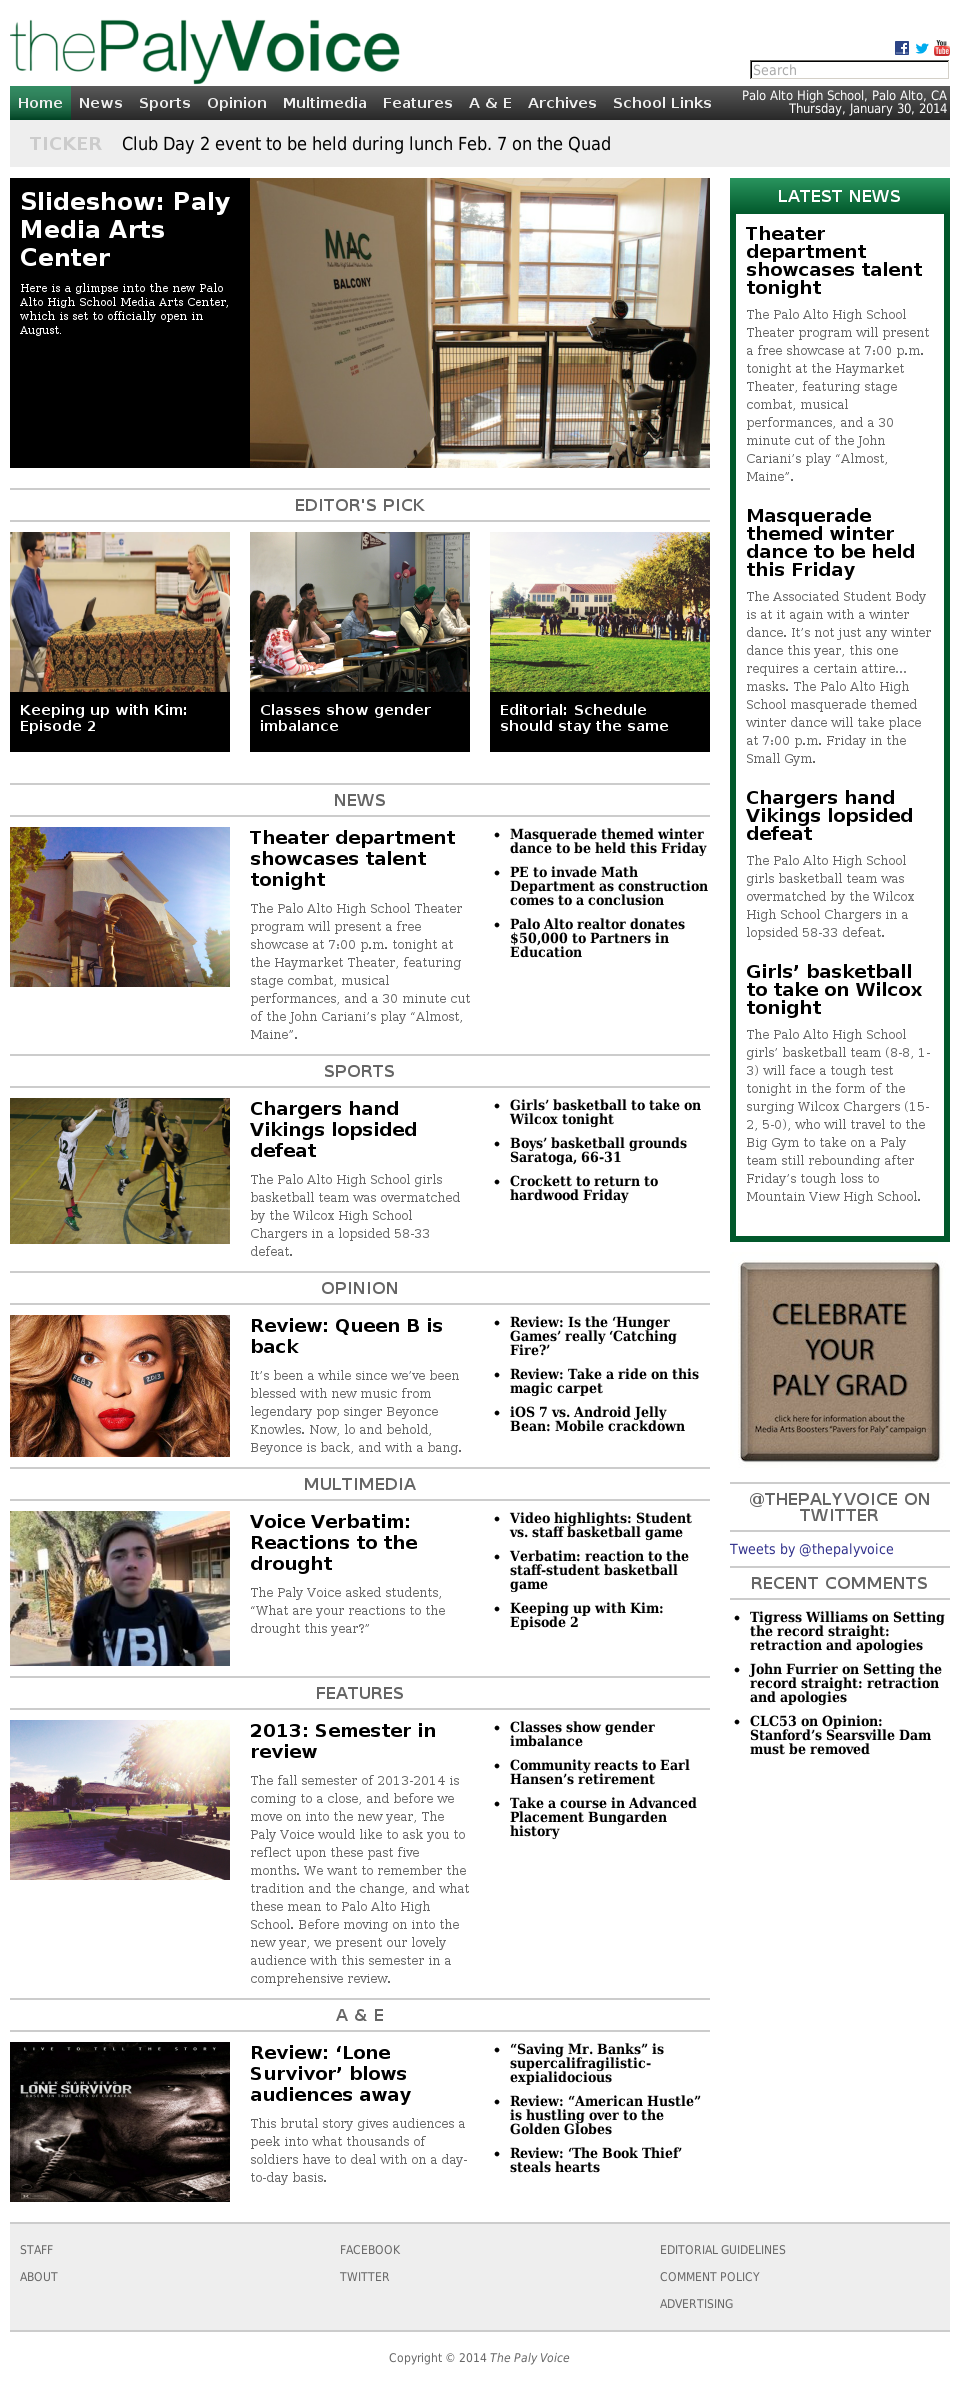 thePalyVoice
Search
Home News Sports Opinion Multimedia Features A & E Archives School Links
Palo Alto High School, Palo Alto, CA
Thursday, January 30, 2014
TICKER Club Day 2 event to be held during lunch Feb. 7 on the Quad
Slideshow: Paly
Media Arts
Center
Here is a glimpse into the new Palo
Alto High School Media Arts Center,
which is set to officially open in
August.
MAC
BALCONY
EDITOR'S PICK
Keeping up with Kim:
Episode 2
Classes show gender
imbalance
Editorial: Schedule
should stay the same
NEWS
Theater department
showcases talent
tonight
The Palo Alto High School Theater
program will present a free
showcase at 7:00 p.m. tonight at
the Haymarket Theater, featuring
stage combat, musical
performances, and a 30 minute cut
of the John Cariani’s play “Almost,
Maine”.
Masquerade themed winter
dance to be held this Friday
PE to invade Math
Department as construction
comes to a conclusion
Palo Alto realtor donates
$50,000 to Partners in
Education
SPORTS
Chargers hand
Vikings lopsided
defeat
The Palo Alto High School girls
basketball team was overmatched
by the Wilcox High School
Chargers in a lopsided 58-33
defeat.
Girls’ basketball to take on
Wilcox tonight
Boys’ basketball grounds
Saratoga, 66-31
Crockett to return to
hardwood Friday
OPINION
FEB.3
2013
Review: Queen B is
back
It’s been a while since we’ve been
blessed with new music from
legendary pop singer Beyonce
Knowles. Now, lo and behold,
Beyonce is back, and with a bang.
Review: Is the ‘Hunger
Games’ really ‘Catching
Fire?’
Review: Take a ride on this
magic carpet
iOS 7 vs. Android Jelly
Bean: Mobile crackdown
MULTIMEDIA
VBI
Voice Verbatim:
Reactions to the
drought
The Paly Voice asked students,
“What are your reactions to the
drought this year?”
Video highlights: Student
vs. staff basketball game
Verbatim: reaction to the
staff-student basketball
game
Keeping up with Kim:
Episode 2
FEATURES
2013: Semester in
review
The fall semester of 2013-2014 is
coming to a close, and before we
move on into the new year, The
Paly Voice would like to ask you to
reflect upon these past five
months. We want to remember the
tradition and the change, and what
these mean to Palo Alto High
School. Before moving on into the
new year, we present our lovely
audience with this semester in a
comprehensive review.
Classes show gender
imbalance
Community reacts to Earl
Hansen’s retirement
Take a course in Advanced
Placement Bungarden
history
A & E
LIVE TO TELL THE STORY
MARK WAHLBERG
LONE SURVIVOR
BASED ON TRUE ACTS OF COURAGE
Review: ‘Lone
Survivor’ blows
audiences away
This brutal story gives audiences a
peek into what thousands of
soldiers have to deal with on a day-
to-day basis.
“Saving Mr. Banks” is
supercalifragilistic-
expialidocious
Review: “American Hustle”
is hustling over to the
Golden Globes
Review: ‘The Book Thief’
steals hearts
LATEST NEWS
Theater
department
showcases talent
tonight
The Palo Alto High School
Theater program will present
a free showcase at 7:00 p.m.
tonight at the Haymarket
Theater, featuring stage
combat, musical
performances, and a 30
minute cut of the John
Cariani’s play “Almost,
Maine”.
Masquerade
themed winter
dance to be held
this Friday
The Associated Student Body
is at it again with a winter
dance. It’s not just any winter
dance this year, this one
requires a certain attire…
masks. The Palo Alto High
School masquerade themed
winter dance will take place
at 7:00 p.m. Friday in the
Small Gym.
Chargers hand
Vikings lopsided
defeat
The Palo Alto High School
girls basketball team was
overmatched by the Wilcox
High School Chargers in a
lopsided 58-33 defeat.
Girls’ basketball
to take on Wilcox
tonight
The Palo Alto High School
girls’ basketball team (8-8, 1-
3) will face a tough test
tonight in the form of the
surging Wilcox Chargers (15-
2, 5-0), who will travel to the
Big Gym to take on a Paly
team still rebounding after
Friday’s tough loss to
Mountain View High School.
CELEBRATE
YOUR
PALY GRAD
click here for information about the
Media Arts Boosters "Pavers for Paly" campaign
@THEPALYVOICE ON
TWITTER
Tweets by @thepalyvoice
RECENT COMMENTS
Tigress Williams on Setting
the record straight:
retraction and apologies
John Furrier on Setting the
record straight: retraction
and apologies
CLC53 on Opinion:
Stanford’s Searsville Dam
must be removed
STAFF
ABOUT
FACEBOOK
TWITTER
EDITORIAL GUIDELINES
COMMENT POLICY
ADVERTISING
Copyright © 2014 The Paly Voice